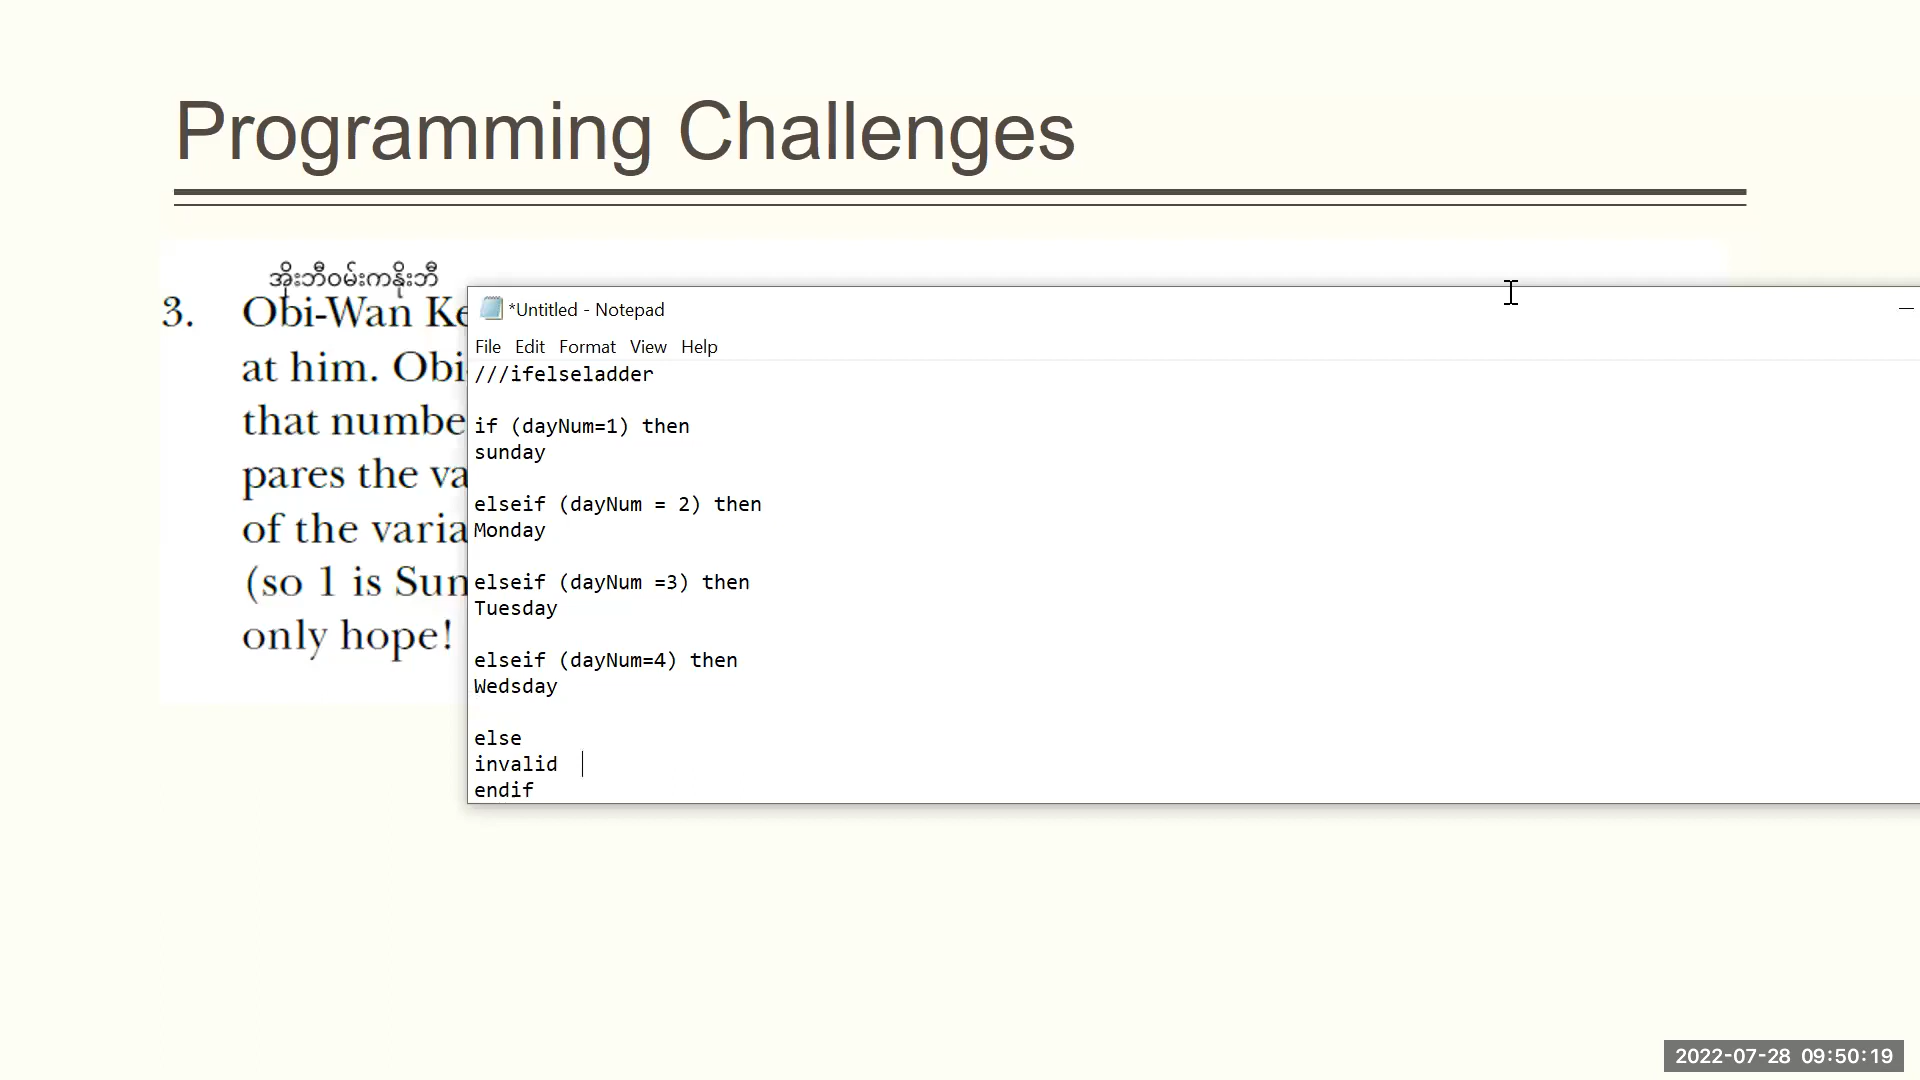 Programming Challenges
အိုးဘီဝမ်းကနိုးဘီ
3. Obi-Wan Ke
at him. Obi-
that numbe
pares the va
of the varia
(so 1 is Sun
only hope!
*Untitled - Notepad
File Edit Format View Help
///ifelseladder
if (dayNum=1) then
sunday
elseif (dayNum = 2) then
Monday
elseif (dayNum =3) then
Tuesday
elseif (dayNum=4) then
Wedsday
else
invalid
endif
2022-07-28 09:50:19